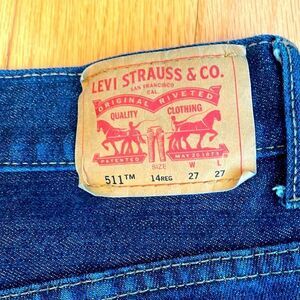 LEVI STRAUSS & CO.
SAN FRANCISCO
CAL.
ORIGINAL RIVETED
QUALITY CLOTHING
PATENTED MAY 20 1873
SIZE W L
511™ 14REG 27 27